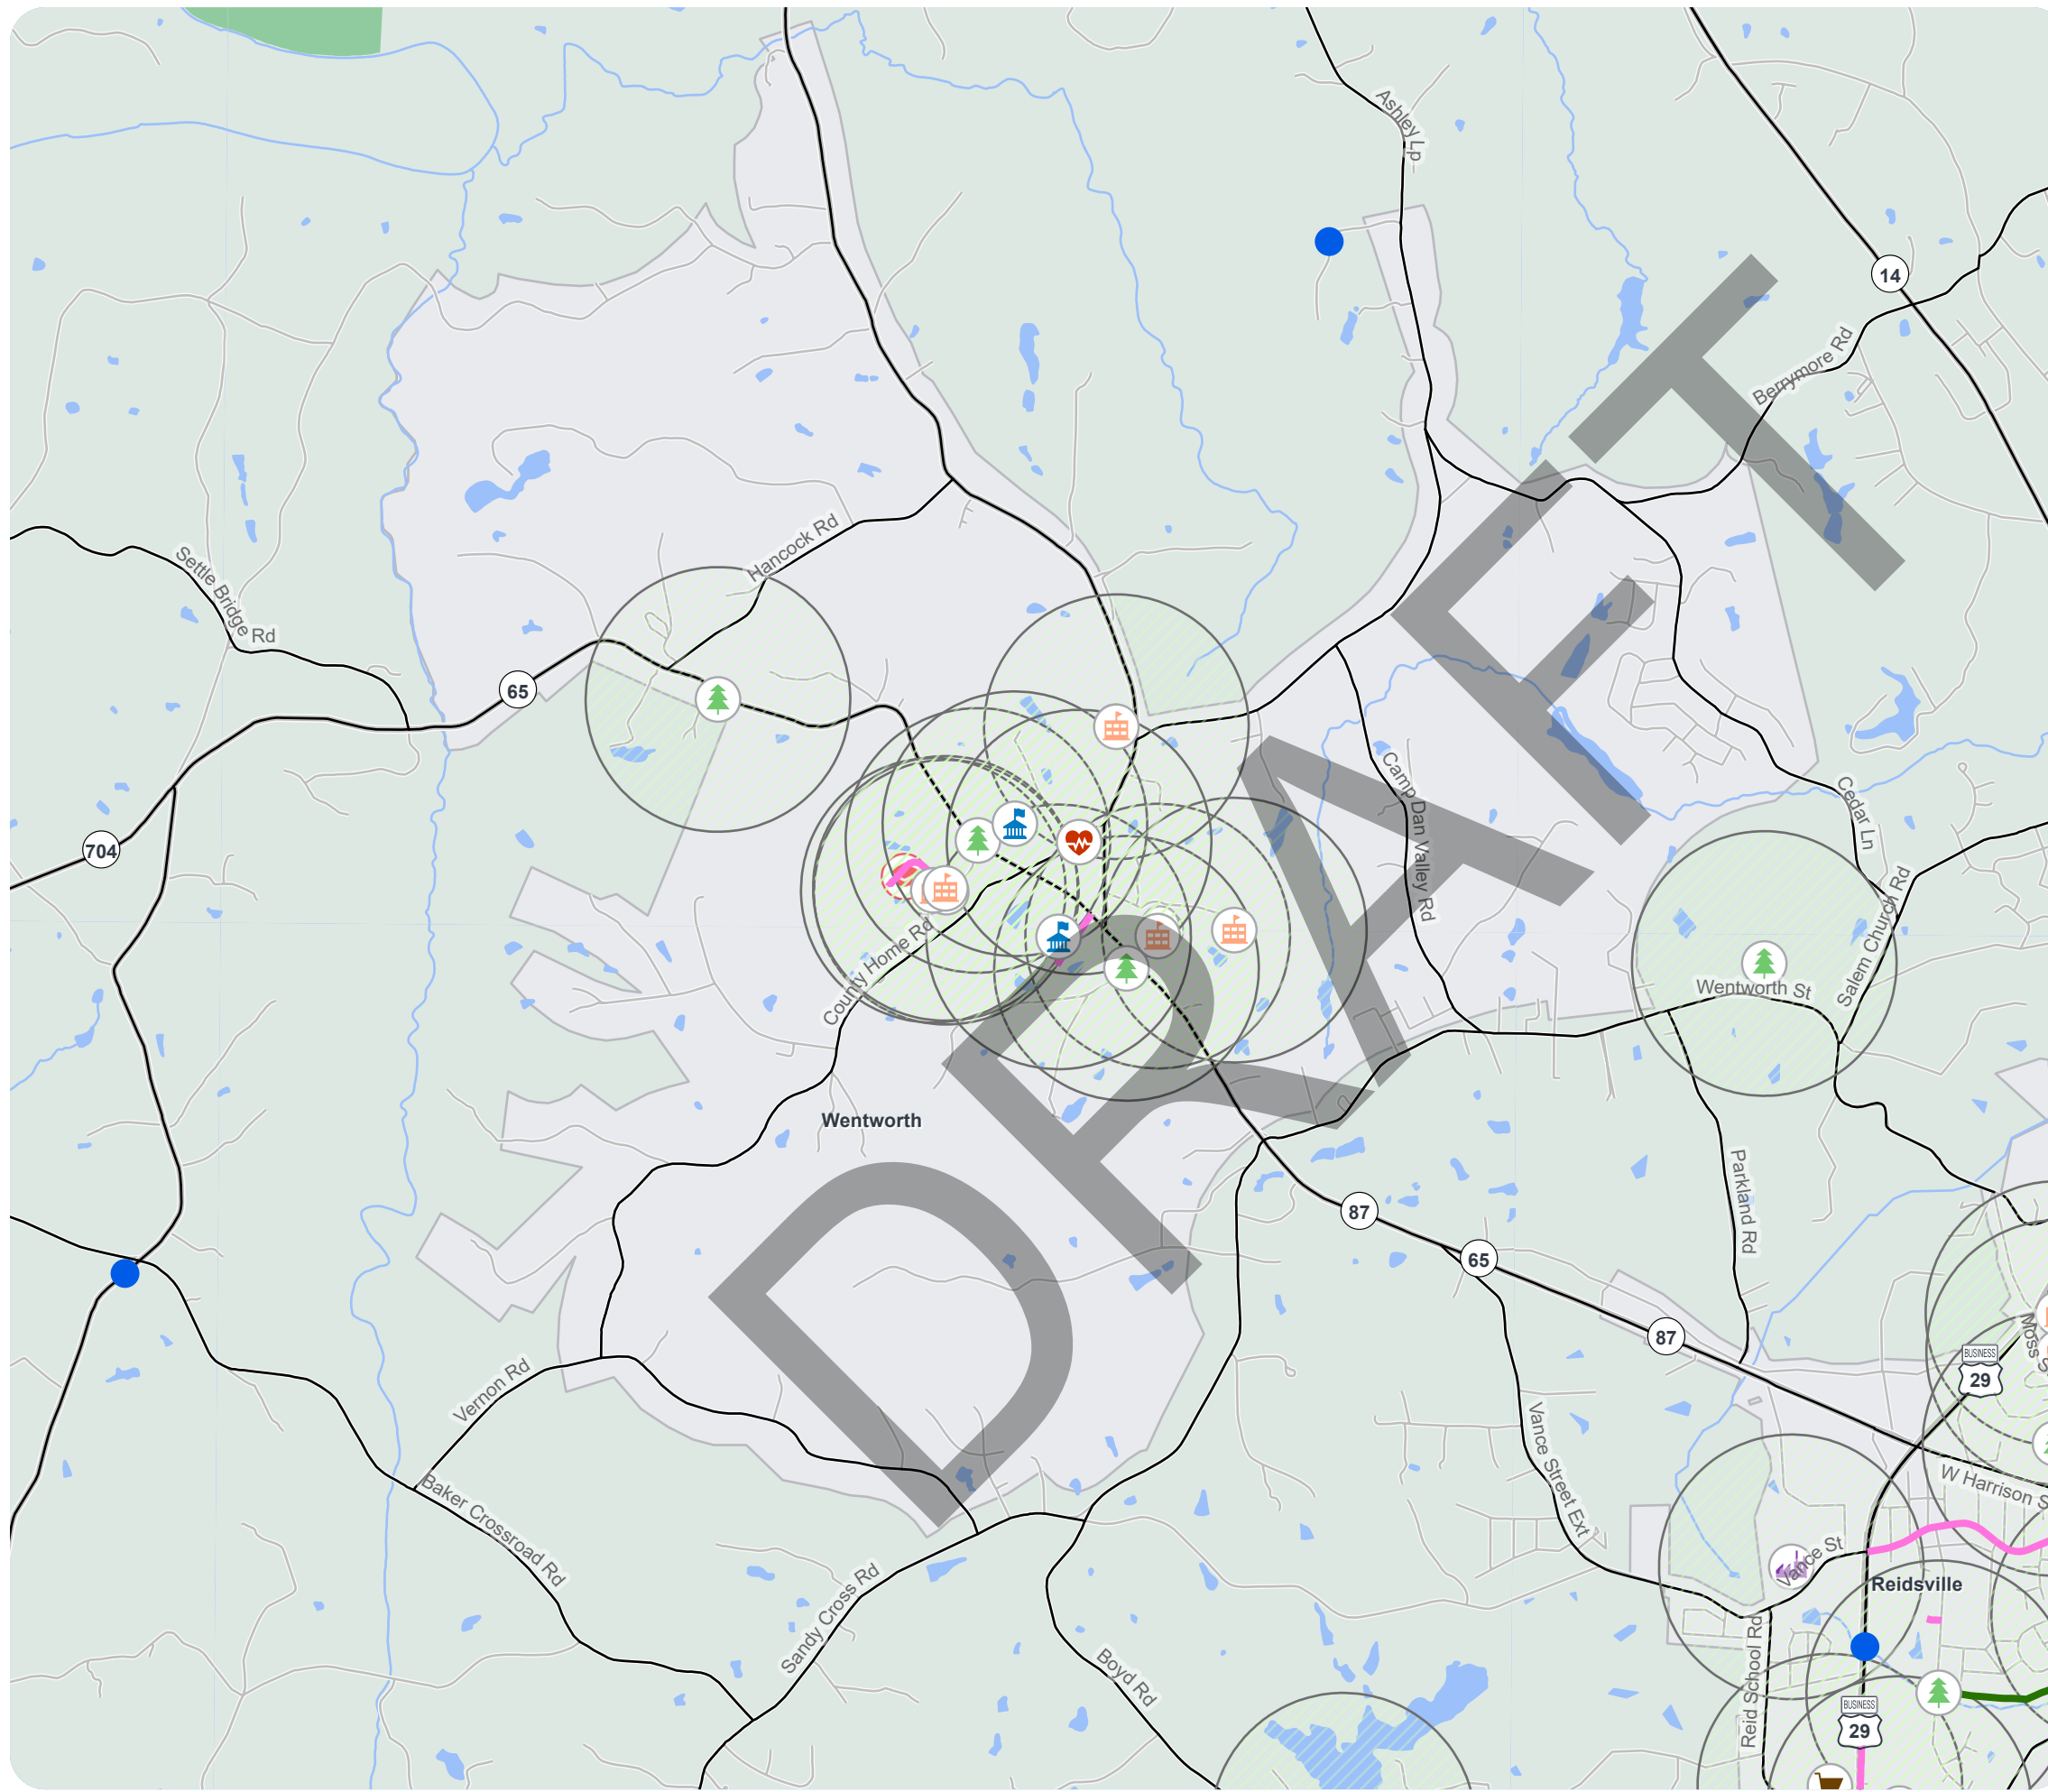 Ashley Lp
14
Berrymore Rd
Settle Bridge Rd
Hancock Rd
65
704
Camp Dan Valley Rd
Cedar Ln
Salem Church Rd
County Home Rd
Wentworth St
Wentworth
DRAFT
Parkland Rd
87
65
87
BUSINESS
29
Vernon Rd
Baker Crossroad Rd
Vance Street Ext
W Harrison S
Vance St
Reidsville
Sandy Cross Rd
Boyd Rd
Reid School Rd
BUSINESS
29